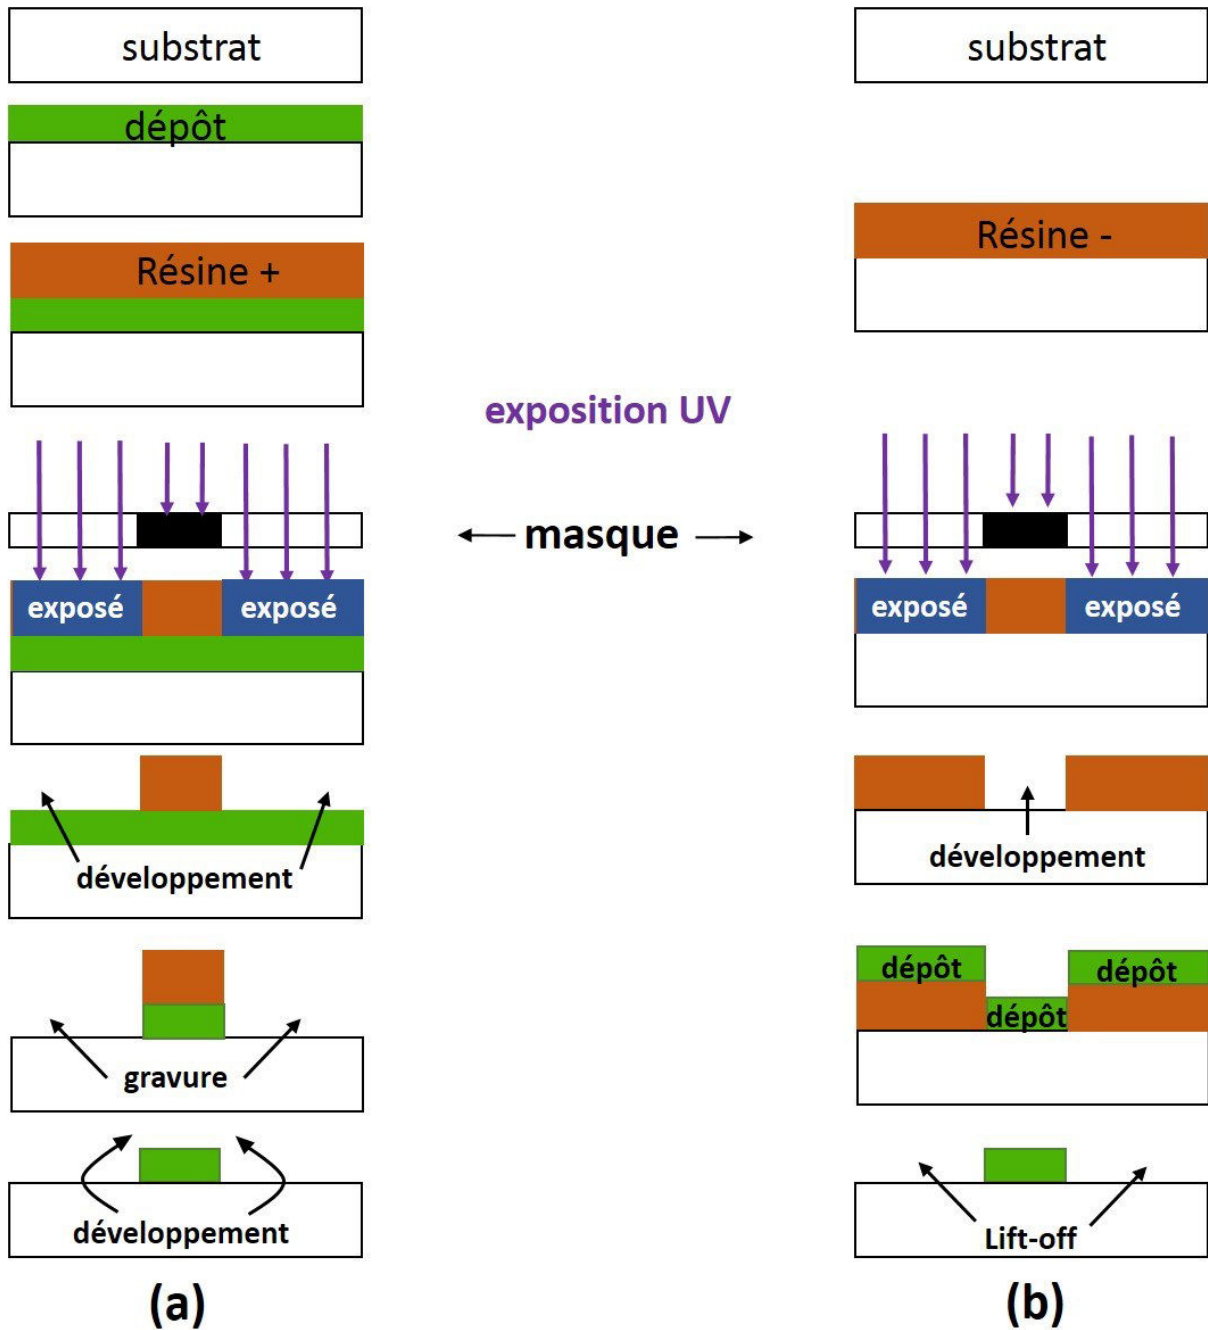 substrat
dépôt
Résine +
exposé
exposé
développement
gravure
développement
(a)
exposition UV
masque
substrat
Résine -
exposé
exposé
développement
dépôt
dépôt
dépôt
Lift-off
(b)